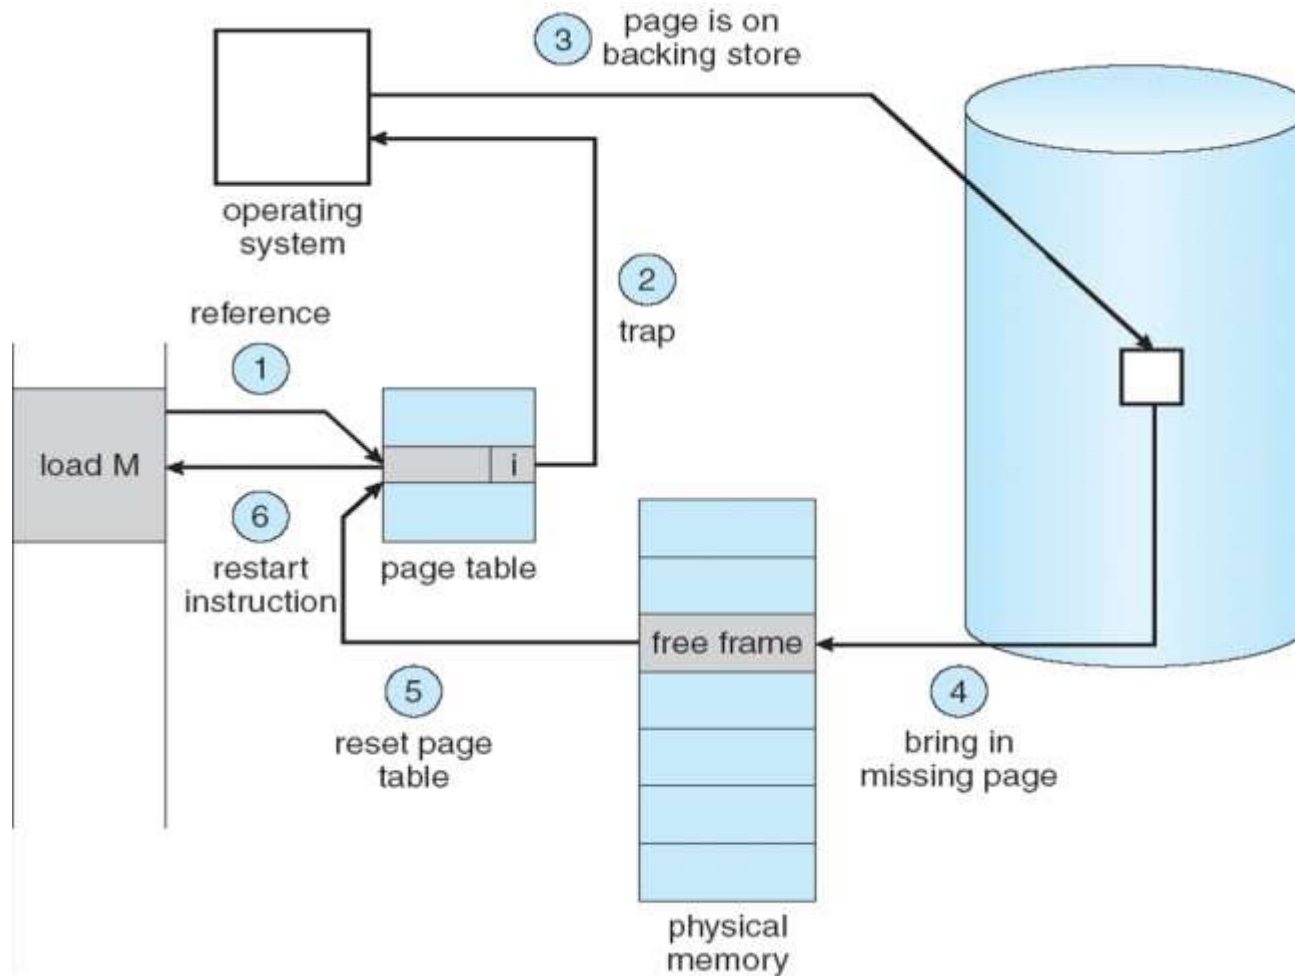 3
page is on
backing store
operating
system
2
trap
reference
1
load M
i
6
restart
instruction
page table
free frame
5
reset page
table
4
bring in
missing page
physical
memory